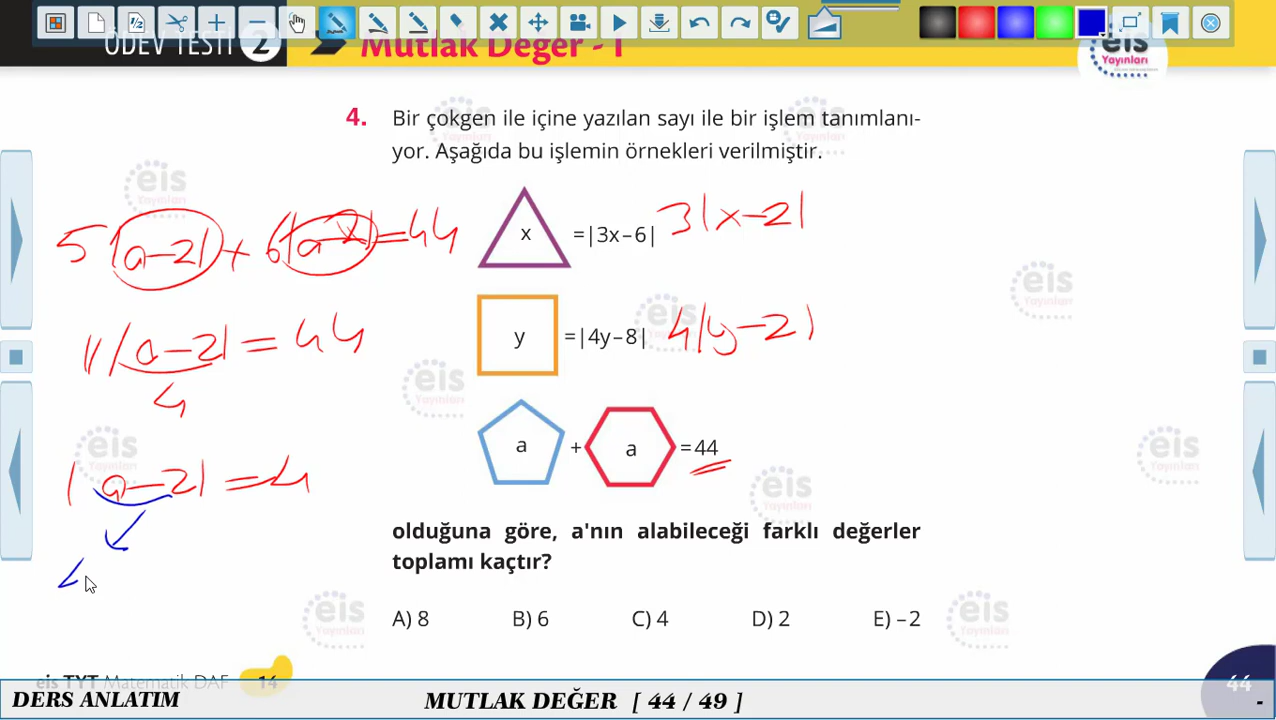 ÖDEV TESTİ 2 Mutlak Değer - 1
eis
Yayınları
4. Bir çokgen ile içine yazılan sayı ile bir işlem tanımlanı-
yor. Aşağıda bu işlemin örnekleri verilmiştir.
x =|3x–6| 3|x-2|
5|a-2|+6|a-2|=44
y =|4y–8| 4|y-2|
11|a-2|=44
4
a + a =44
|a-2|=4
4
olduğuna göre, a'nın alabileceği farklı değerler
toplamı kaçtır?
A) 8 B) 6 C) 4 D) 2 E) –2
eis TYT Matematik DAF 14
44
DERS ANLATIM MUTLAK DEĞER [ 44 / 49 ] -